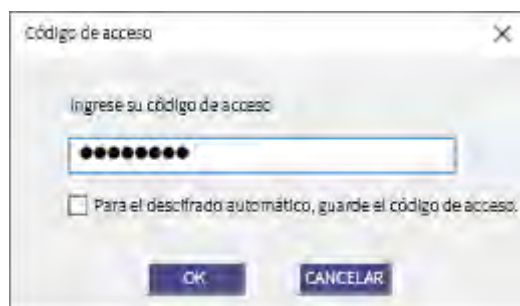 Código de acceso
Ingrese su código de acceso
Para el descifrado automático, guarde el código de acceso.
OK
CANCELAR